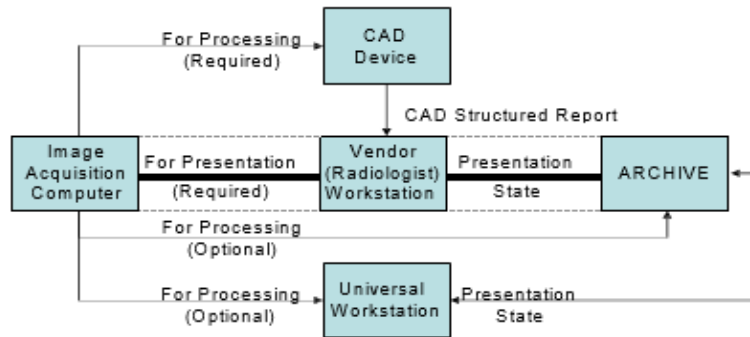 For Processing
(Required)
CAD
Device
CAD Structured Report
Image
Acquisition
Computer
For Presentation
(Required)
Vendor
(Radiologist)
Workstation
Presentation
State
ARCHIVE
For Processing
(Optional)
For Processing
(Optional)
Universal
Workstation
Presentation
State